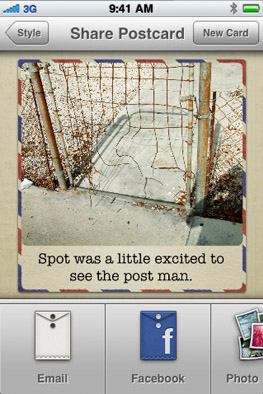 3G 9:41 AM
Style Share Postcard New Card
Spot was a little excited to
see the post man.
f
Email Facebook Photo